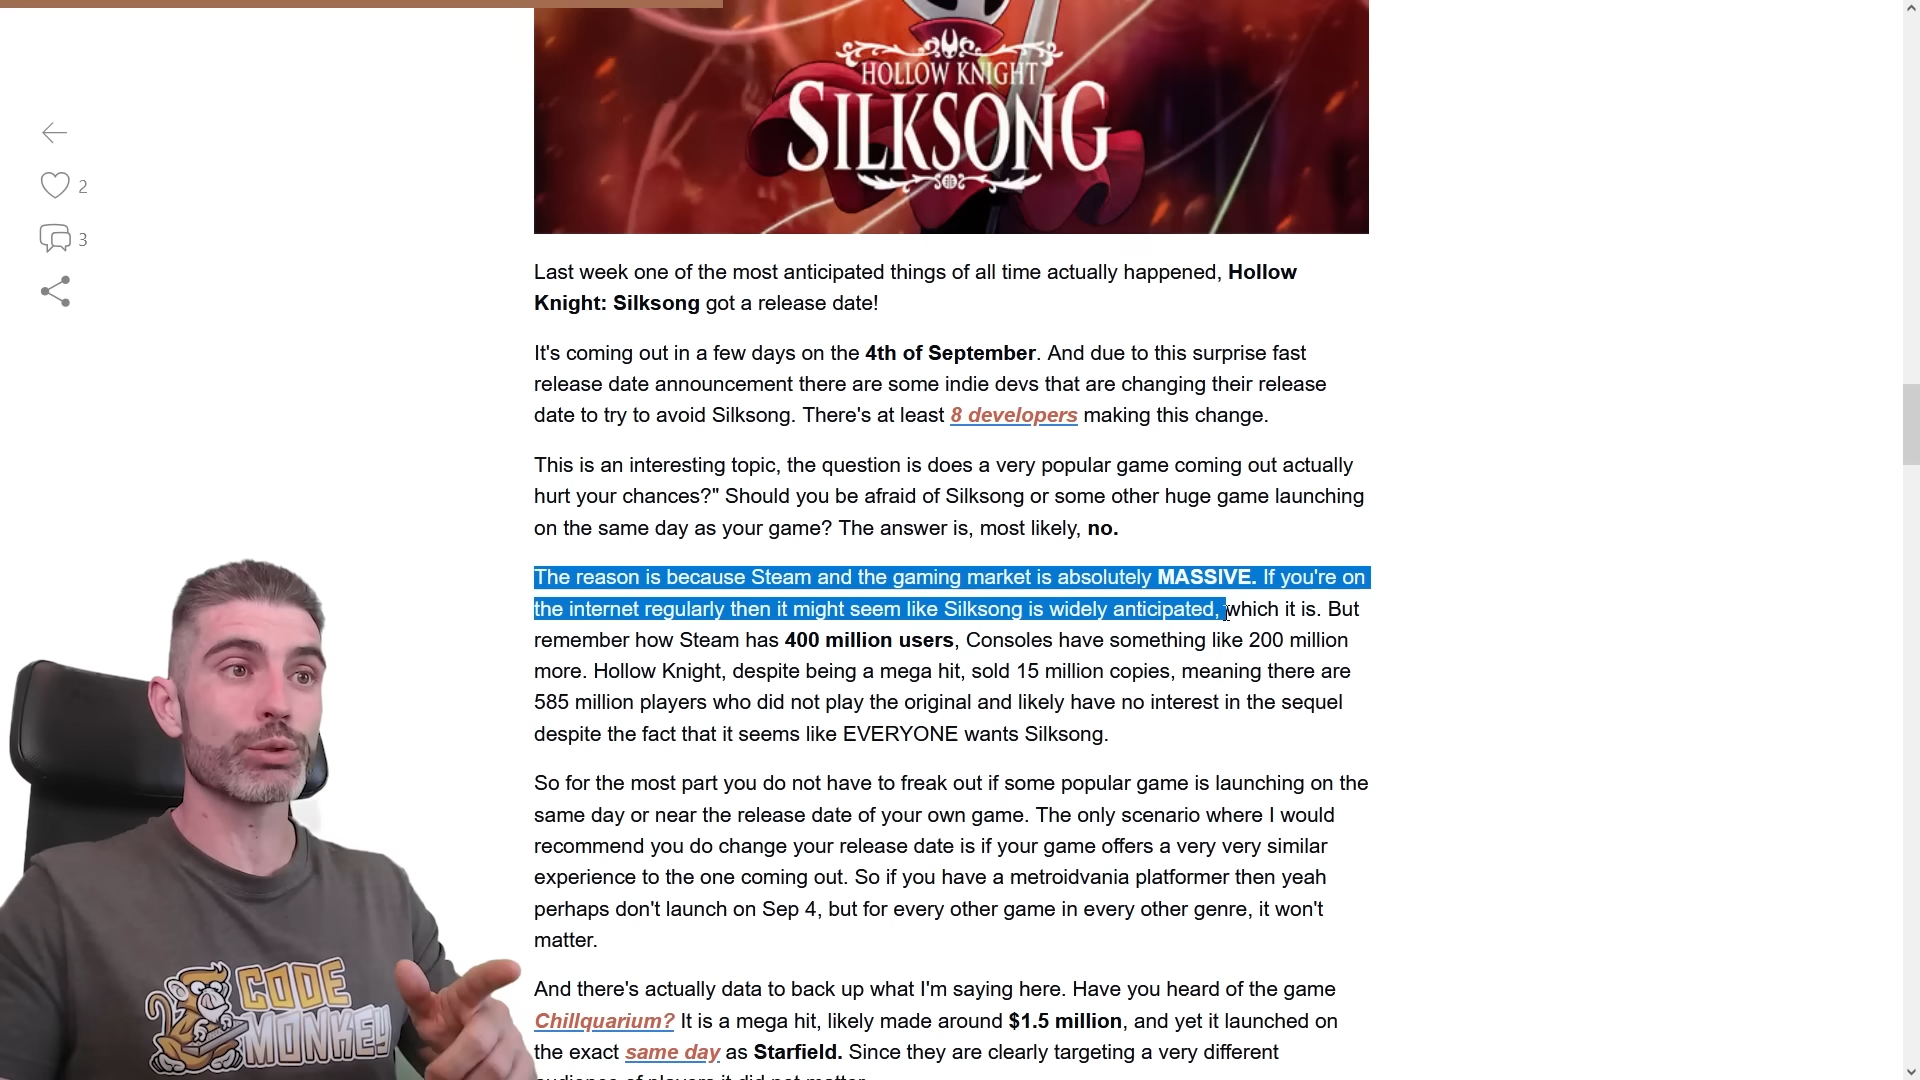 HOLLOW KNIGHT
SILKSONG
2
3
Last week one of the most anticipated things of all time actually happened, Hollow
Knight: Silksong got a release date!
It's coming out in a few days on the 4th of September. And due to this surprise fast
release date announcement there are some indie devs that are changing their release
date to try to avoid Silksong. There's at least 8 developers making this change.
This is an interesting topic, the question is does a very popular game coming out actually
hurt your chances?" Should you be afraid of Silksong or some other huge game launching
on the same day as your game? The answer is, most likely, no.
The reason is because Steam and the gaming market is absolutely MASSIVE. If you're on
the internet regularly then it might seem like Silksong is widely anticipated, which it is. But
remember how Steam has 400 million users, Consoles have something like 200 million
more. Hollow Knight, despite being a mega hit, sold 15 million copies, meaning there are
585 million players who did not play the original and likely have no interest in the sequel
despite the fact that it seems like EVERYONE wants Silksong.
So for the most part you do not have to freak out if some popular game is launching on the
same day or near the release date of your own game. The only scenario where I would
recommend you do change your release date is if your game offers a very very similar
experience to the one coming out. So if you have a metroidvania platformer then yeah
perhaps don't launch on Sep 4, but for every other game in every other genre, it won't
matter.
And there's actually data to back up what I'm saying here. Have you heard of the game
Chillquarium? It is a mega hit, likely made around $1.5 million, and yet it launched on
the exact same day as Starfield. Since they are clearly targeting a very different
CODE
MONKEY